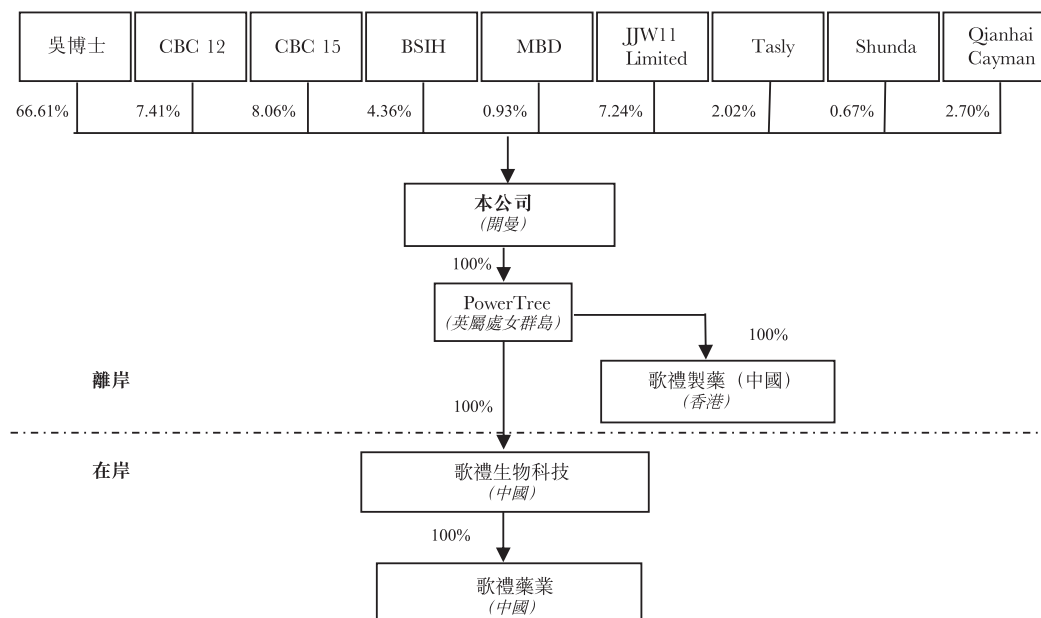 吳博士
CBC 12
CBC 15
BSIH
MBD
JJW11
Limited
Tasly
Shunda
Qianhai
Cayman
66.61%
7.41%
8.06%
4.36%
0.93%
7.24%
2.02%
0.67%
2.70%
本公司
(開曼)
100%
PowerTree
(英屬處女群島)
100%
離岸
歌禮製藥（中國）
(香港)
100%
在岸
歌禮生物科技
(中國)
100%
歌禮藥業
(中國)